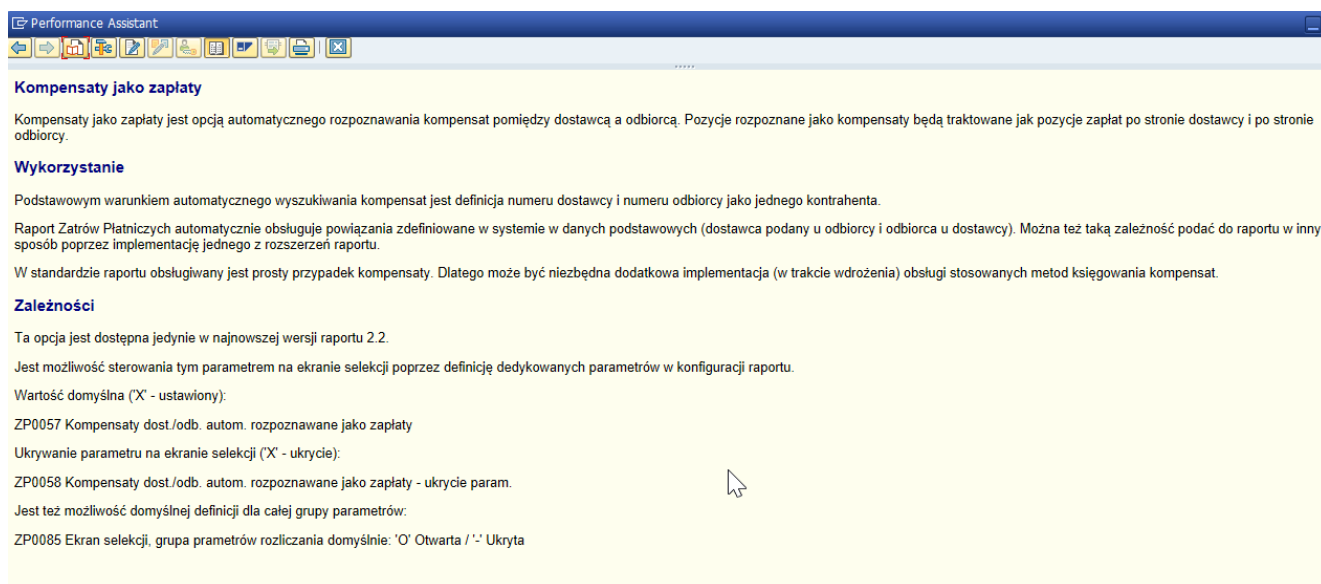 Performance Assistant
Kompensaty jako zapłaty
Kompensaty jako zapłaty jest opcją automatycznego rozpoznawania kompensat pomiędzy dostawcą a odbiorcą. Pozycje rozpoznane jako kompensaty będą traktowane jak pozycje zapłat po stronie dostawcy i po stronie
odbiorcy.
Wykorzystanie
Podstawowym warunkiem automatycznego wyszukiwania kompensat jest definicja numeru dostawcy i numeru odbiorcy jako jednego kontrahenta.
Raport Zatrów Płatniczych automatycznie obsługuje powiązania zdefiniowane w systemie w danych podstawowych (dostawca podany u odbiorcy i odbiorca u dostawcy). Można też taką zależność podać do raportu w inny
sposób poprzez implementację jednego z rozszerzeń raportu.
W standardzie raportu obsługiwany jest prosty przypadek kompensaty. Dlatego może być niezbędna dodatkowa implementacja (w trakcie wdrożenia) obsługi stosowanych metod księgowania kompensat.
Zależności
Ta opcja jest dostępna jedynie w najnowszej wersji raportu 2.2.
Jest możliwość sterowania tym parametrem na ekranie selekcji poprzez definicję dedykowanych parametrów w konfiguracji raportu.
Wartość domyślna ('X' - ustawiony):
ZP0057 Kompensaty dost./odb. autom. rozpoznawane jako zapłaty
Ukrywanie parametru na ekranie selekcji ('X' - ukrycie):
ZP0058 Kompensaty dost./odb. autom. rozpoznawane jako zapłaty - ukrycie param.
Jest też możliwość domyślnej definicji dla całej grupy parametrów:
ZP0085 Ekran selekcji, grupa prametrów rozliczania domyślnie: 'O' Otwarta / '-' Ukryta